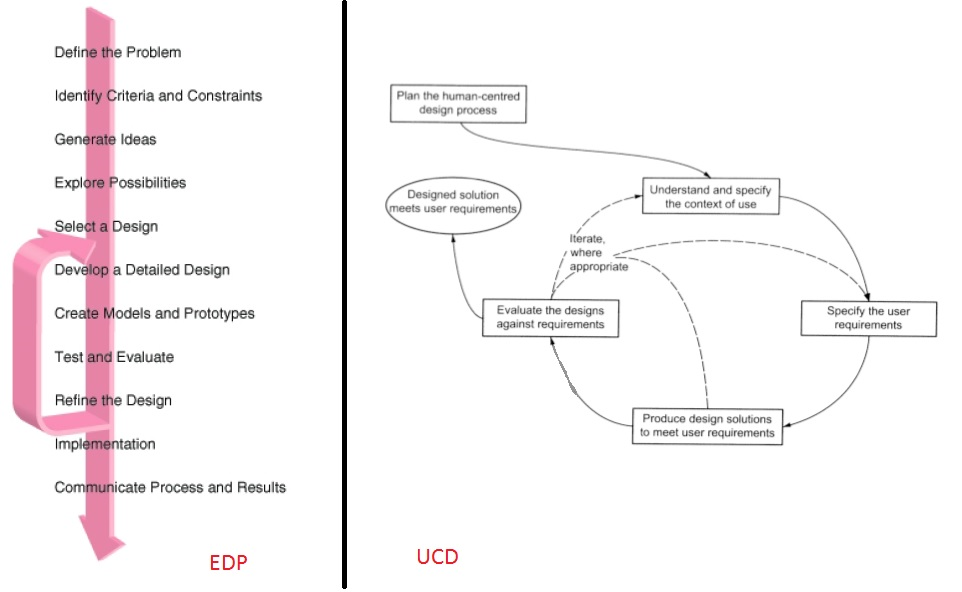 Define the Problem
Identify Criteria and Constraints
Generate Ideas
Explore Possibilities
Select a Design
Develop a Detailed Design
Create Models and Prototypes
Test and Evaluate
Refine the Design
Implementation
Communicate Process and Results
EDP
Plan the human-centred
design process
Designed solution
meets user requirements
Understand and specify
the context of use
Iterate,
where
appropriate
Evaluate the designs
against requirements
Specify the user
requirements
Produce design solutions
to meet user requirements
UCD